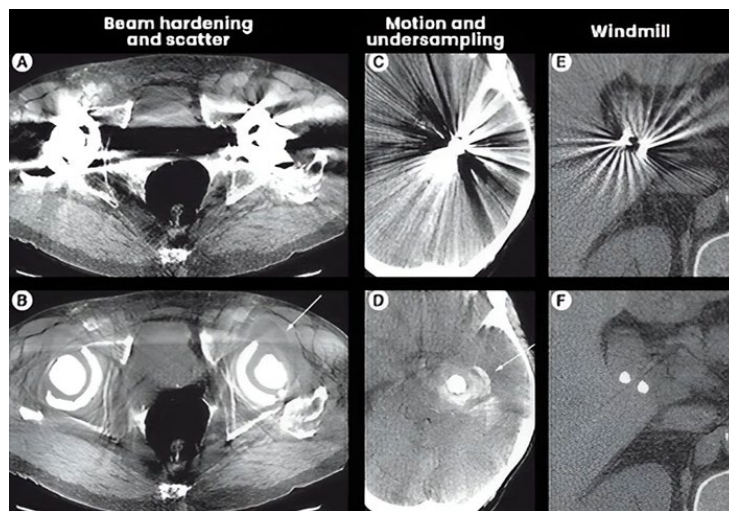 Beam hardening
and scatter
Motion and
undersampling
Windmill
A
C
E
B
D
F